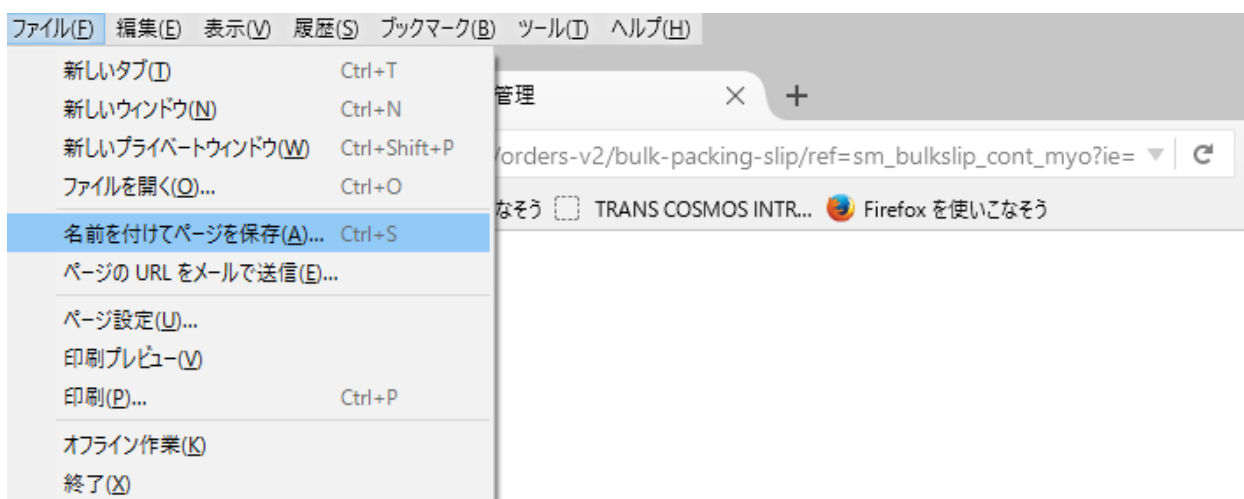 ファイル(F) 編集(E) 表示(V) 履歴(S) ブックマーク(B) ツール(T) ヘルプ(H)
新しいタブ(T) Ctrl+T
新しいウィンドウ(N) Ctrl+N
新しいプライベートウィンドウ(W) Ctrl+Shift+P
ファイルを開く(O)... Ctrl+O
名前を付けてページを保存(A)... Ctrl+S
ページの URL をメールで送信(E)...
ページ設定(U)...
印刷プレビュー(V)
印刷(P)... Ctrl+P
オフライン作業(K)
終了(X)
管理
/orders-v2/bulk-packing-slip/ref=sm_bulkslip_cont_myo?ie=
なそう TRANS COSMOS INTR... Firefox を使いこなそう